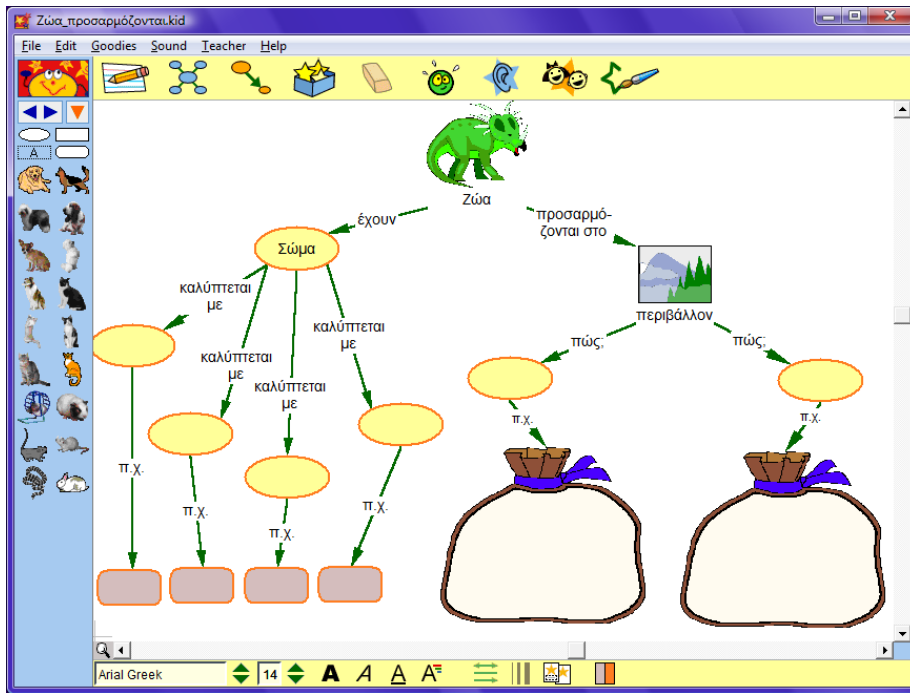 Ζώα_προσαρμόζονται.kid
File Edit Goodies Sound Teacher Help
A
Ζώα
έχουν
προσαρμό-
ζονται στο
Σώμα
περιβάλλον
καλύπτεται
με
καλύπτεται
με
καλύπτεται
με
καλύπτεται
με
πώς;
πώς;
π.χ.
π.χ.
π.χ.
π.χ.
π.χ.
π.χ.
Arial Greek 14 A A A A